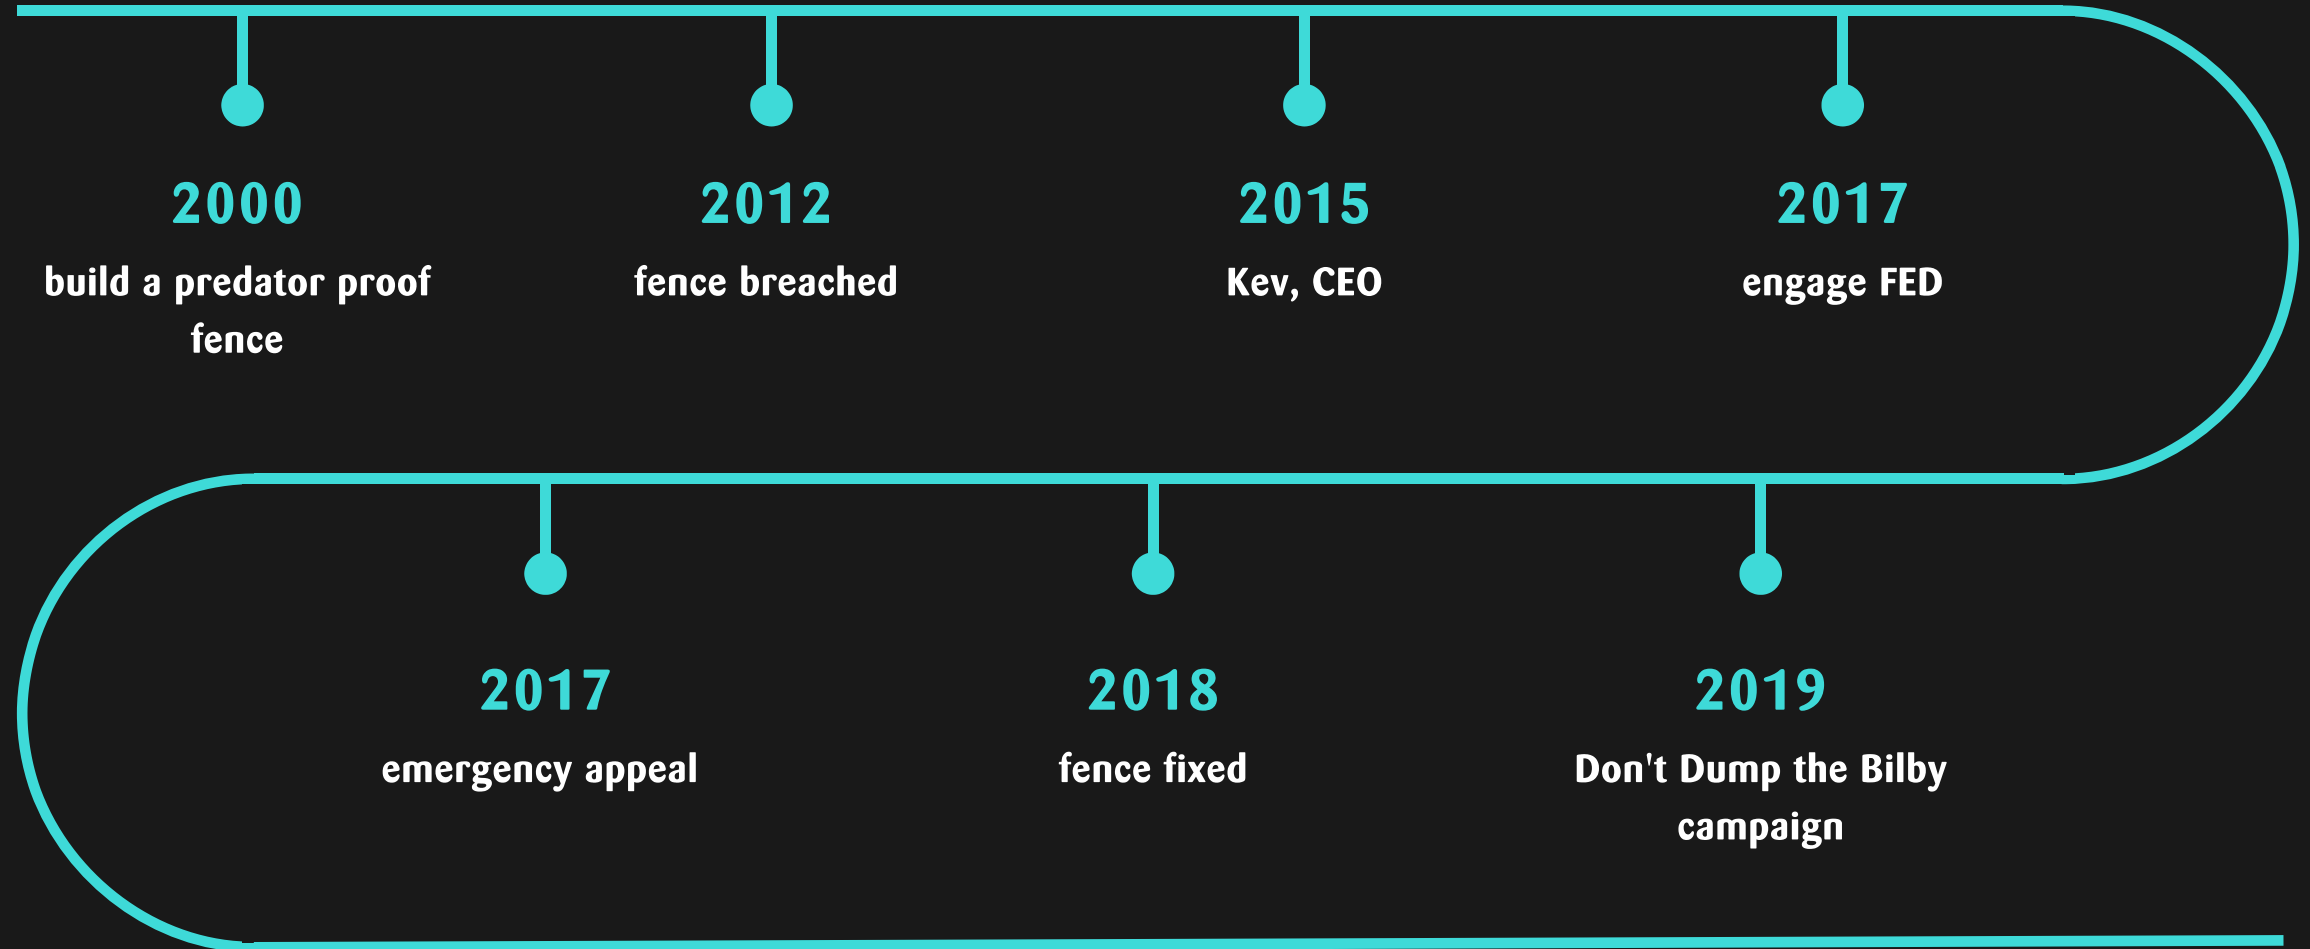 2000
build a predator proof
fence
2012
fence breached
2015
Kev, CEO
2017
engage FED
2017
emergency appeal
2018
fence fixed
2019
Don't Dump the Bilby
campaign